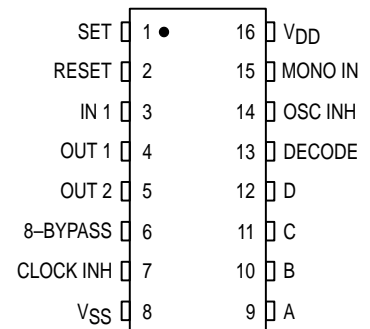 SET 1 16 VDD
RESET 2 15 MONO IN
IN 1 3 14 OSC INH
OUT 1 4 13 DECODE
OUT 2 5 12 D
8–BYPASS 6 11 C
CLOCK INH 7 10 B
VSS 8 9 A